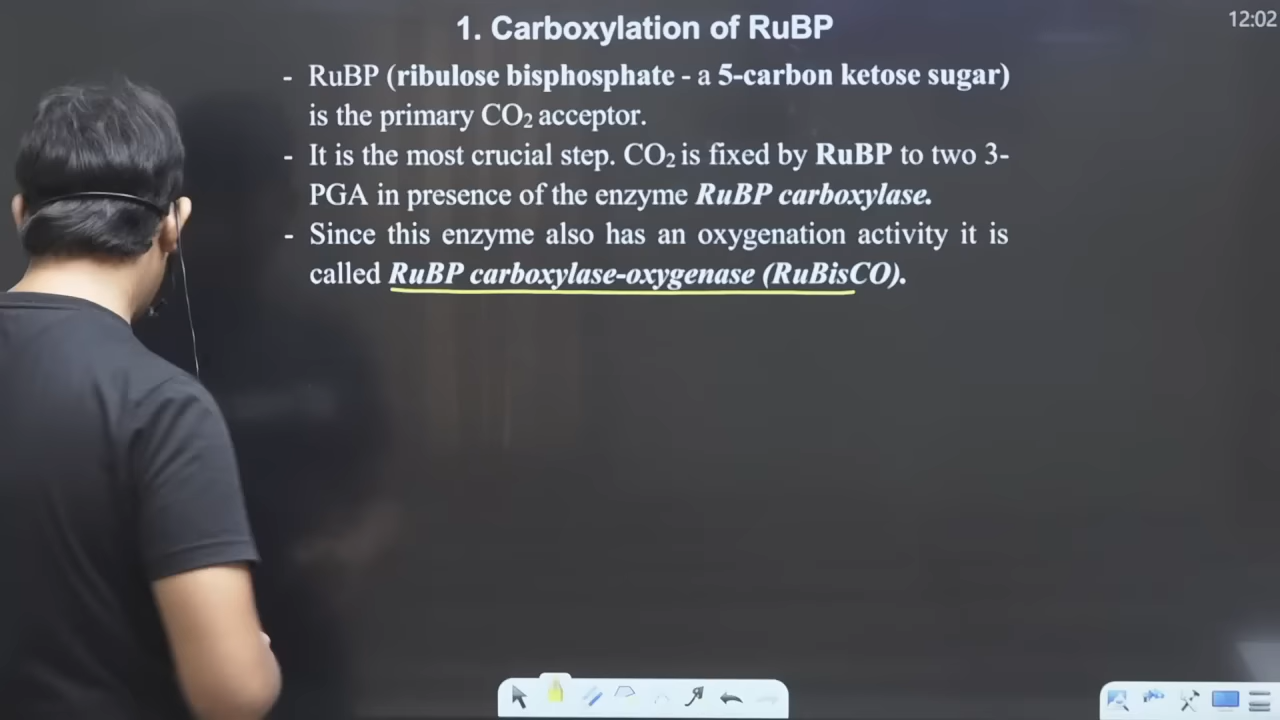 1. Carboxylation of RuBP
12:02
- RuBP (ribulose bisphosphate - a 5-carbon ketose sugar)
is the primary CO₂ acceptor.
- It is the most crucial step. CO₂ is fixed by RuBP to two 3-
PGA in presence of the enzyme RuBP carboxylase.
- Since this enzyme also has an oxygenation activity it is
called RuBP carboxylase-oxygenase (RuBisCO).